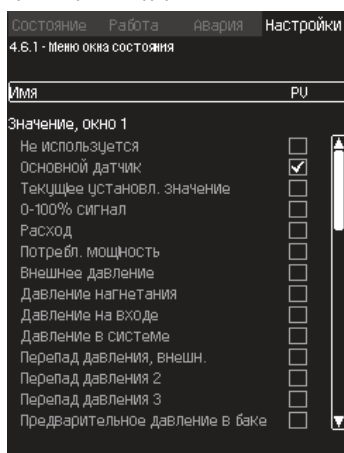 Состояние Работа Авария Настройки
4.6.1 - Меню окна состояния
Имя PV
Значение, окно 1
Не используется
Основной датчик
Текущее установл. значение
0-100% сигнал
Расход
Потребл. мощность
Внешнее давление
Давление нагнетания
Давление на входе
Давление в системе
Перепад давления, внешн.
Перепад давления 2
Перепад давления 3
Предварительное давление в баке